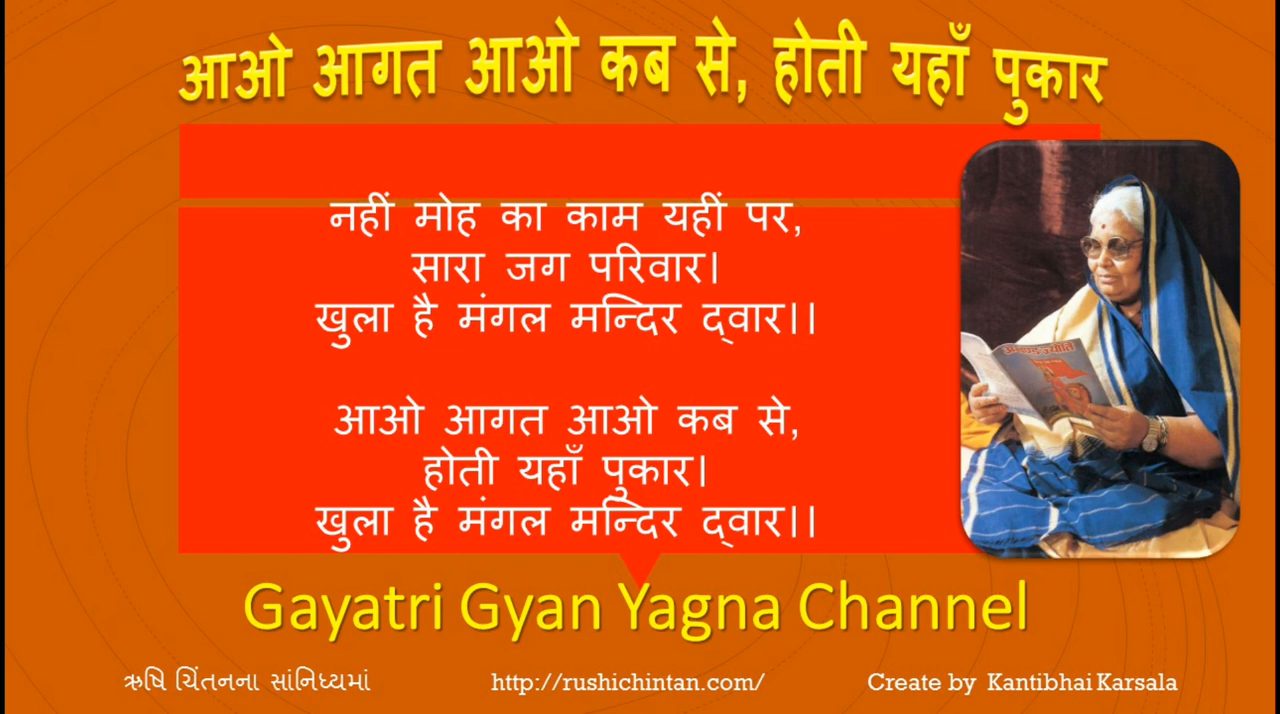 आओ आगत आओ कब से, होती यहाँ पुकार
नहीं मोह का काम यहीं पर,
सारा जग परिवार।
खुला है मंगल मन्दिर द्वार।।
आओ आगत आओ कब से,
होती यहाँ पुकार।
खुला है मंगल मन्दिर द्वार।।
अखण्ड ज्योति
Gayatri Gyan Yagna Channel
ઋષિ ચિંતનના સાંનિધ્યમાં http://rushichintan.com/ Create by Kantibhai Karsala